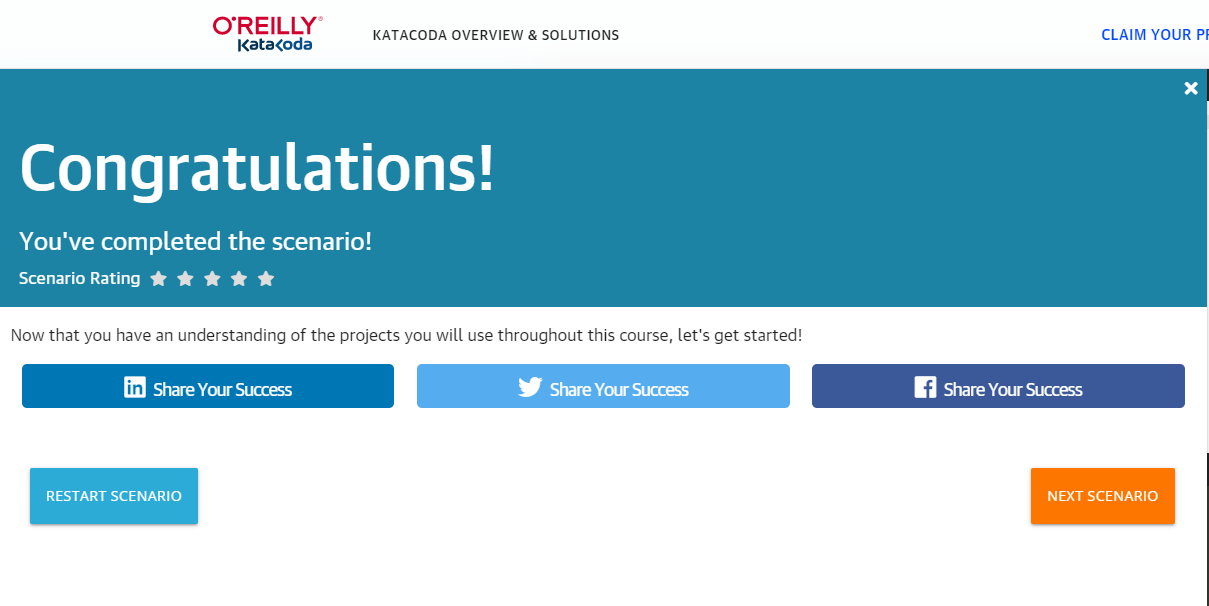 O'REILLY®
Katacoda
KATACODA OVERVIEW & SOLUTIONS
CLAIM YOUR PR
Congratulations!
You've completed the scenario!
Scenario Rating
Now that you have an understanding of the projects you will use throughout this course, let's get started!
in Share Your Success
Share Your Success
f Share Your Success
RESTART SCENARIO
NEXT SCENARIO